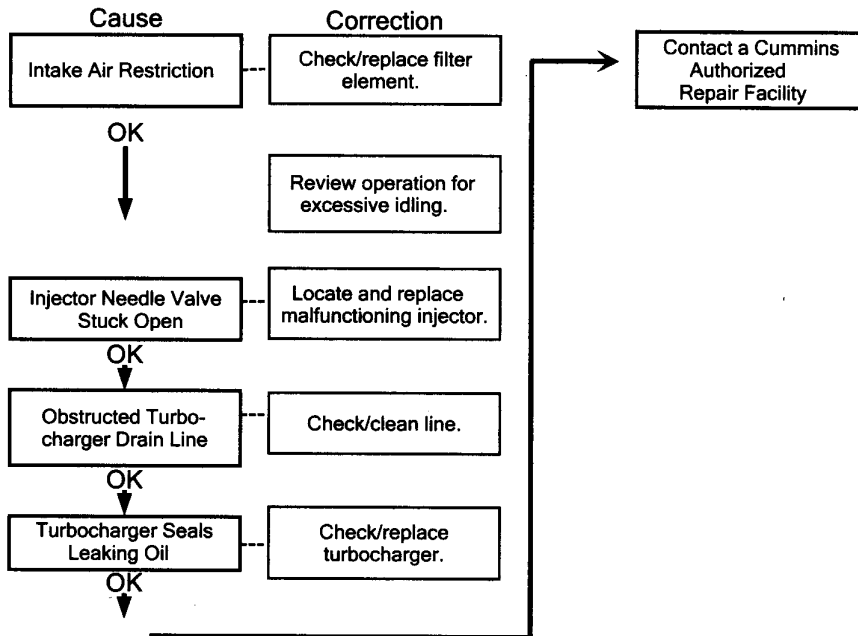 Cause
Correction
Intake Air Restriction
Check/replace filter
element.
Contact a Cummins
Authorized
Repair Facility
OK
Review operation for
excessive idling.
Injector Needle Valve
Stuck Open
Locate and replace
malfunctioning injector.
OK
Obstructed Turbo-
charger Drain Line
Check/clean line.
OK
Turbocharger Seals
Leaking Oil
Check/replace
turbocharger.
OK